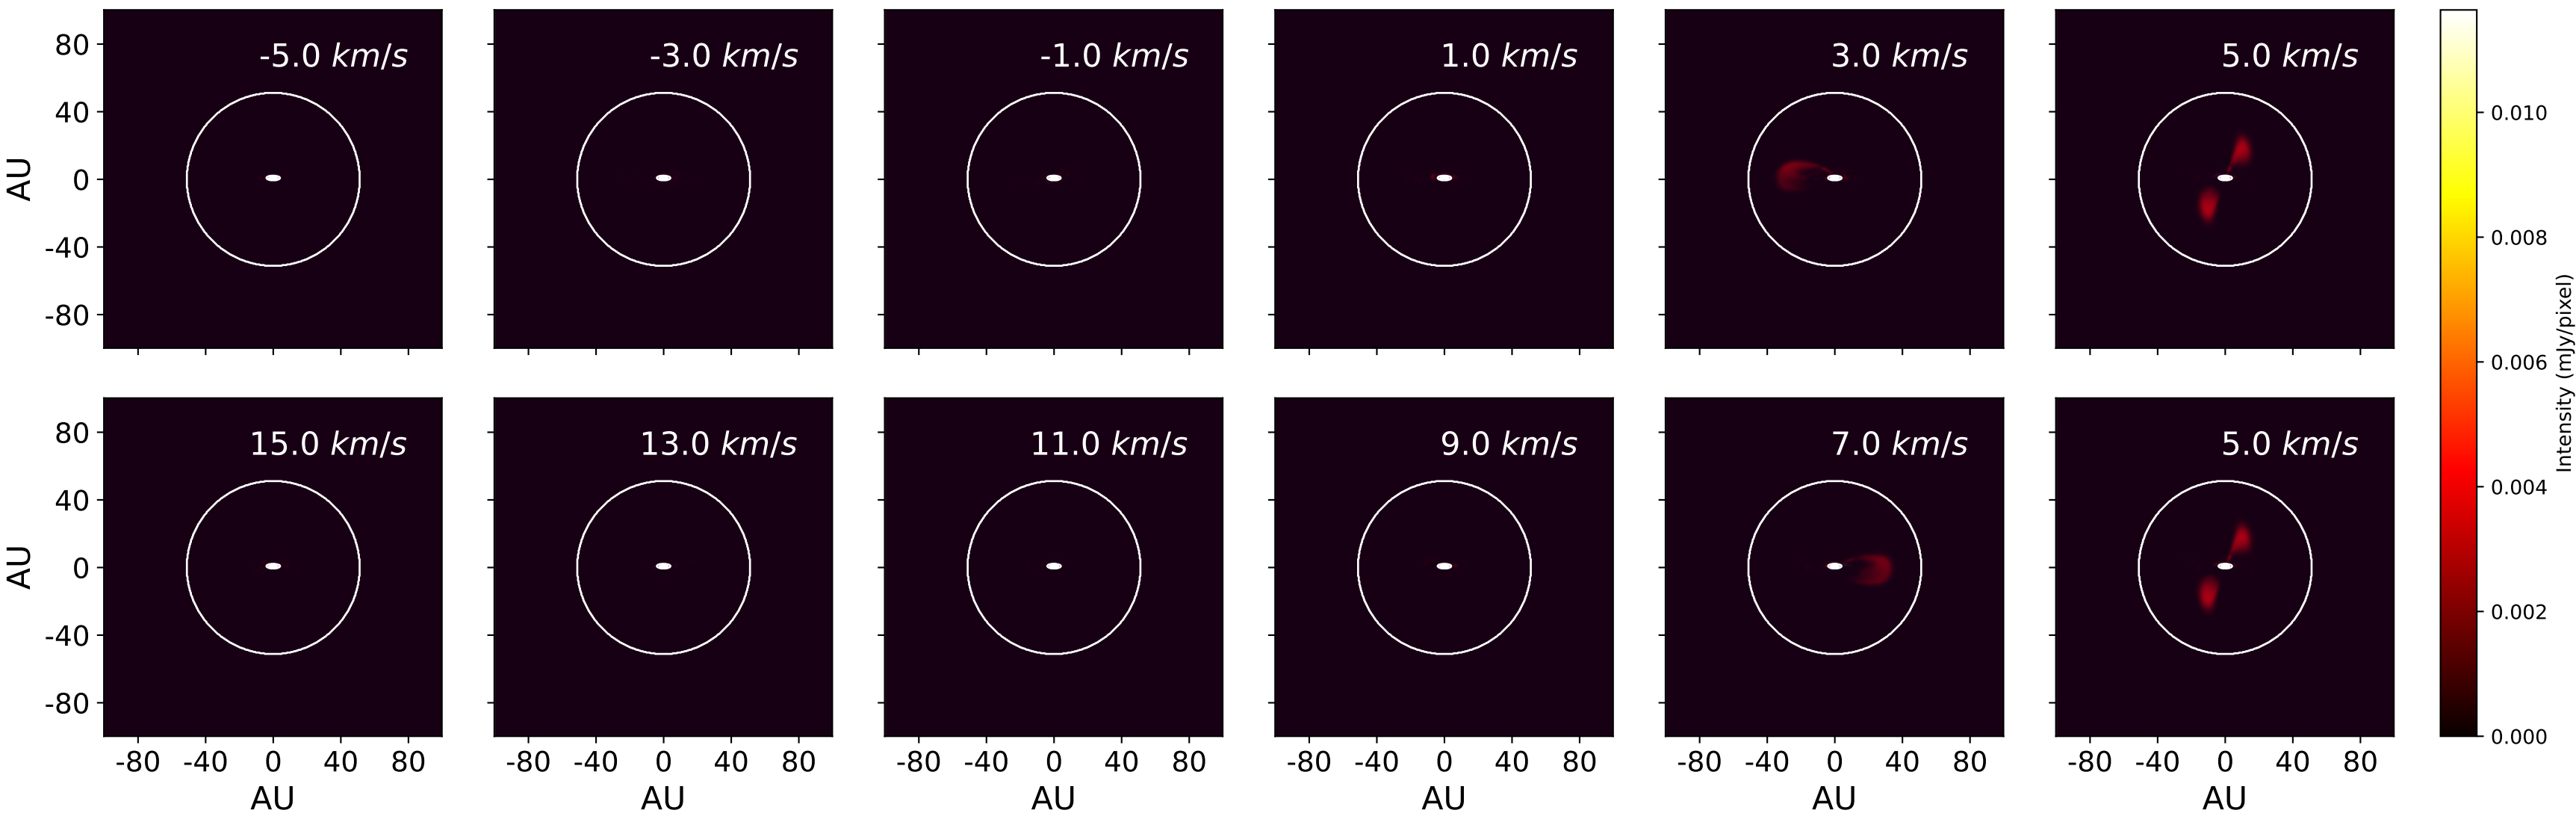 -5.0 km/s
-3.0 km/s
-1.0 km/s
1.0 km/s
3.0 km/s
5.0 km/s
80
40
0
-40
-80
AU
15.0 km/s
13.0 km/s
11.0 km/s
9.0 km/s
7.0 km/s
5.0 km/s
80
40
0
-40
-80
AU
-80 -40 0 40 80
-80 -40 0 40 80
-80 -40 0 40 80
-80 -40 0 40 80
-80 -40 0 40 80
-80 -40 0 40 80
AU
AU
AU
AU
AU
AU
0.010
0.008
0.006
0.004
0.002
0.000
Intensity (mJy/pixel)